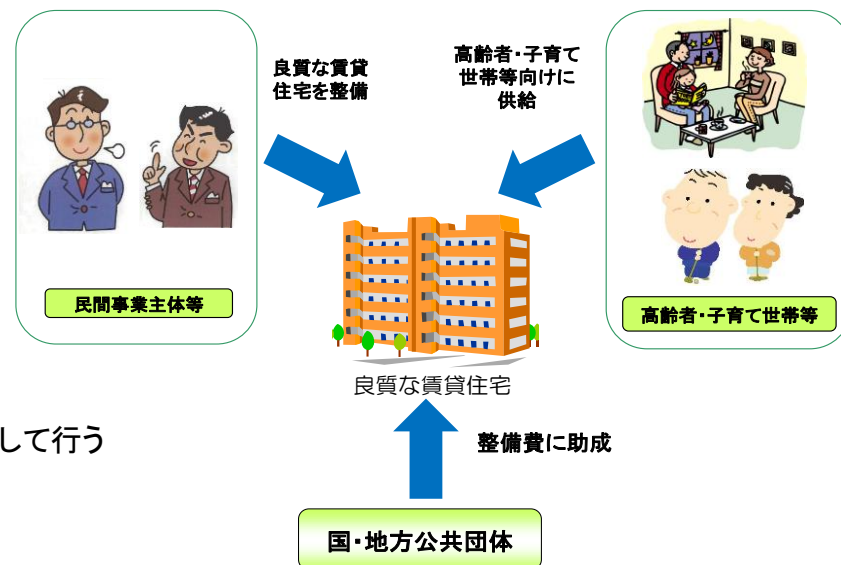 良質な賃貸
住宅を整備
高齢者・子育て
世帯等向けに
供給
民間事業主体等
高齢者・子育て世帯等
良質な賃貸住宅
して行う
整備費に助成
国・地方公共団体